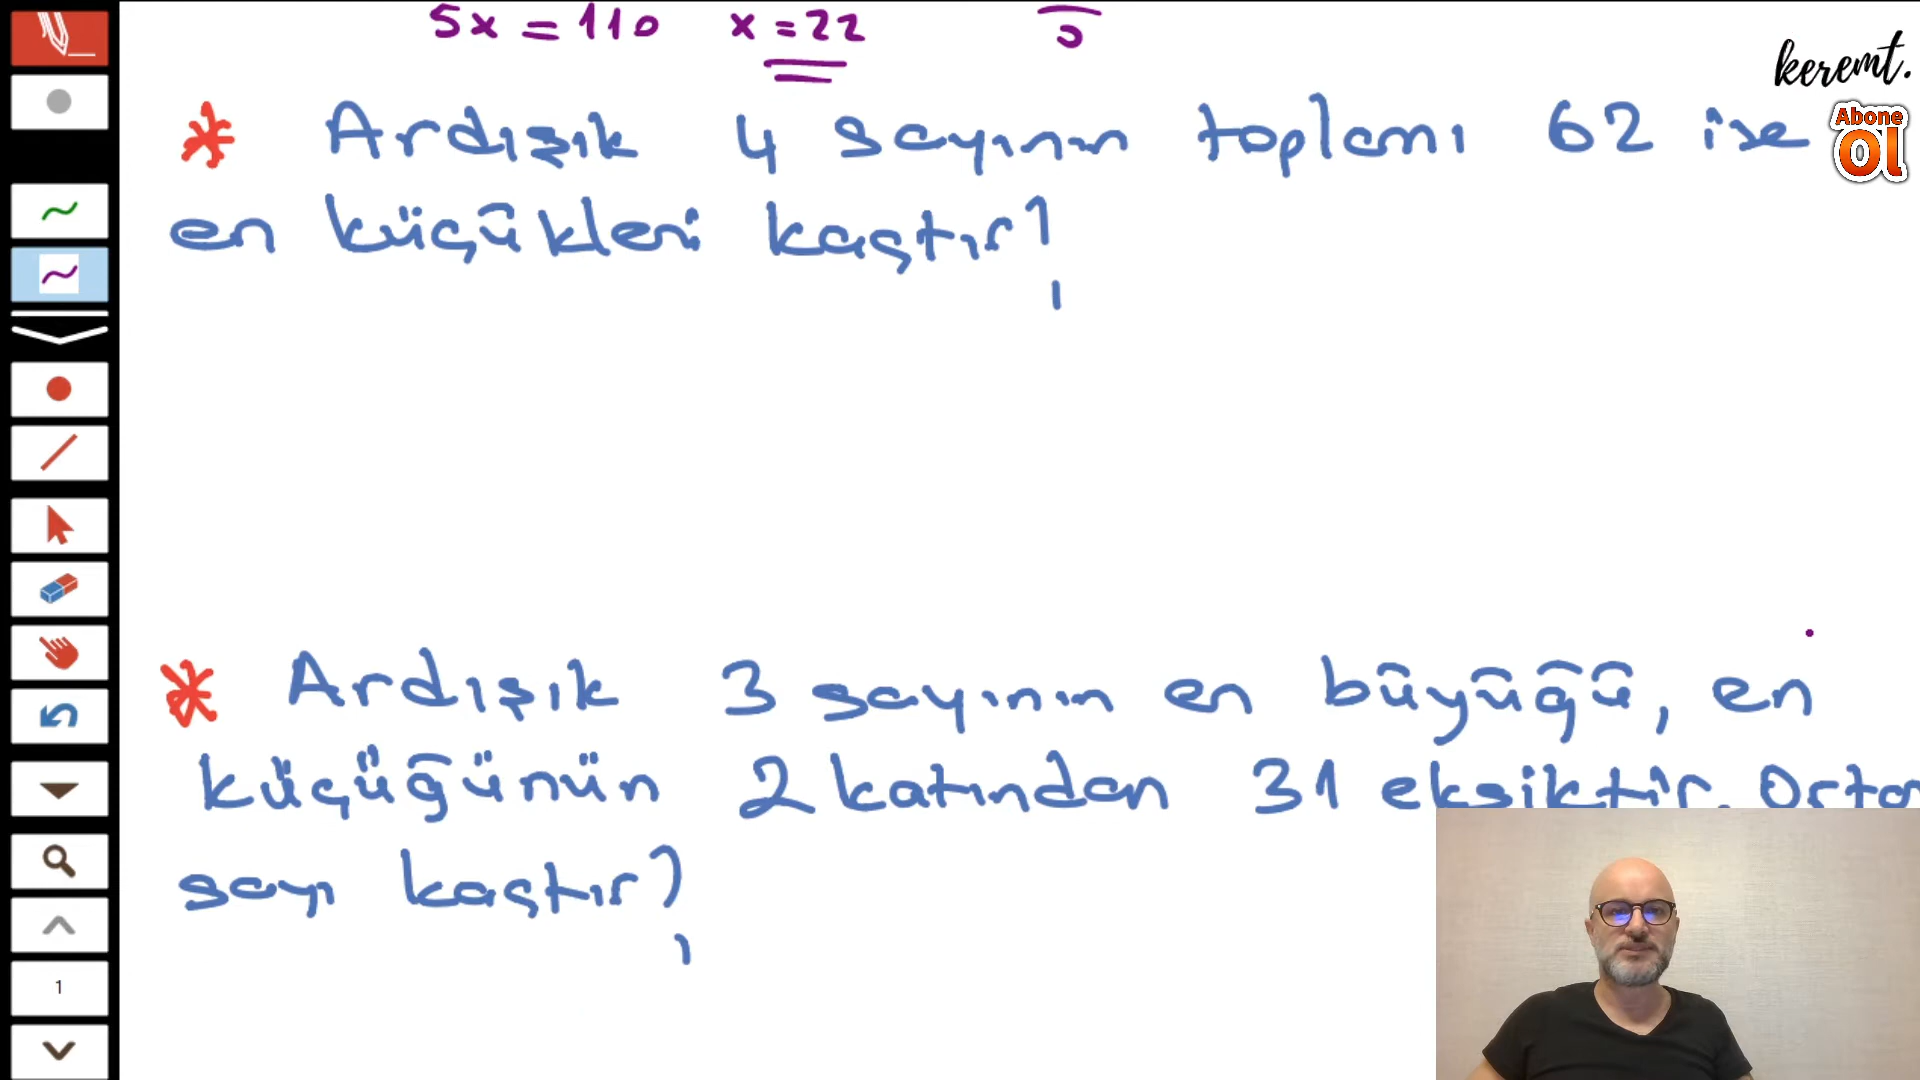 5x = 110 x = 22 0
keremt.
Abone
Ol
* Ardışık 4 sayının toplamı 62 ise
en küçükleri kaçtır?
* Ardışık 3 sayının en büyüğü, en
küçüğünün 2 katından 31 eksiktir. Orta
sayı kaçtır?
1